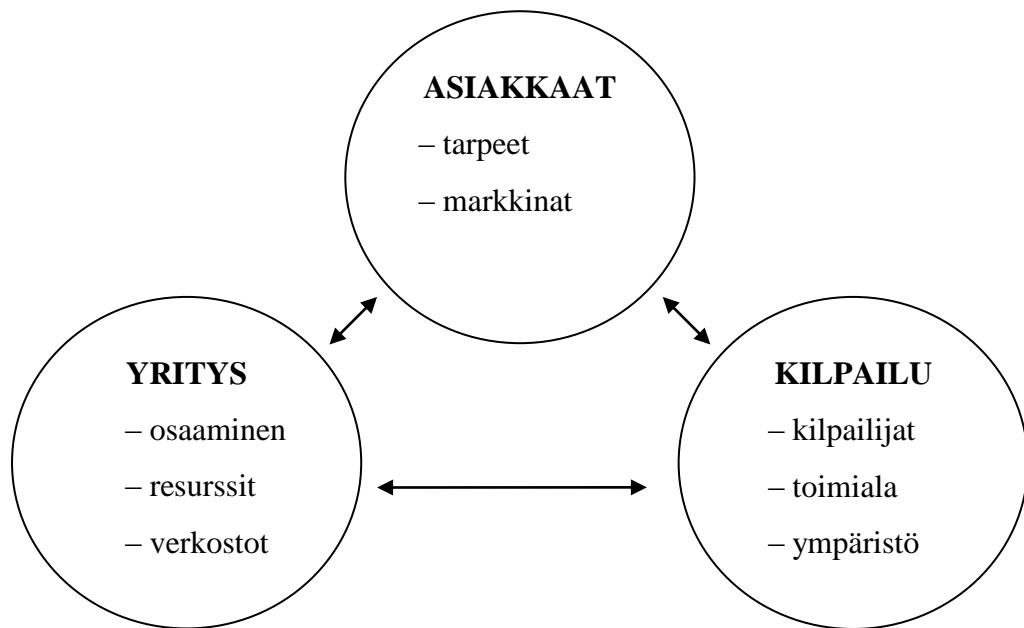 ASIAKKAAT
– tarpeet
– markkinat
YRITYS
– osaaminen
– resurssit
– verkostot
KILPAILU
– kilpailijat
– toimiala
– ympäristö